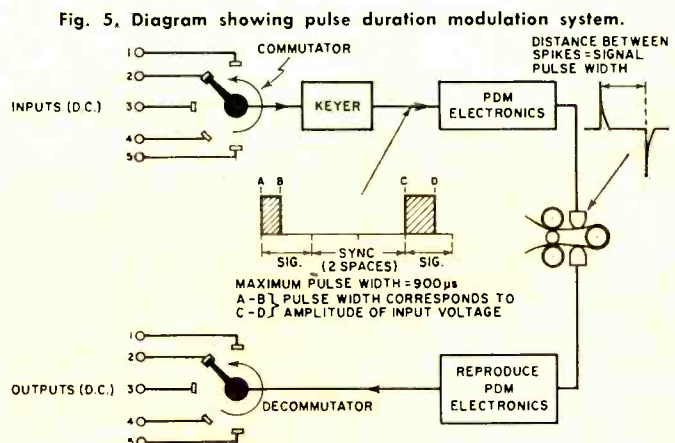 Fig. 5. Diagram showing pulse duration modulation system.
1
COMMUTATOR
DISTANCE BETWEEN
SPIKES=SIGNAL
PULSE WIDTH
2
INPUTS (D.C.)
3
KEYER
PDM
ELECTRONICS
4
5
A B
C D
SYNC
(2 SPACES)
SIG.
SIG.
MAXIMUM PULSE WIDTH=900µs
A-B} PULSE WIDTH CORRESPONDS TO
C-D} AMPLITUDE OF INPUT VOLTAGE
1
2
OUTPUTS (D.C.)
3
REPRODUCE
PDM
ELECTRONICS
DECOMMUTATOR
4
5